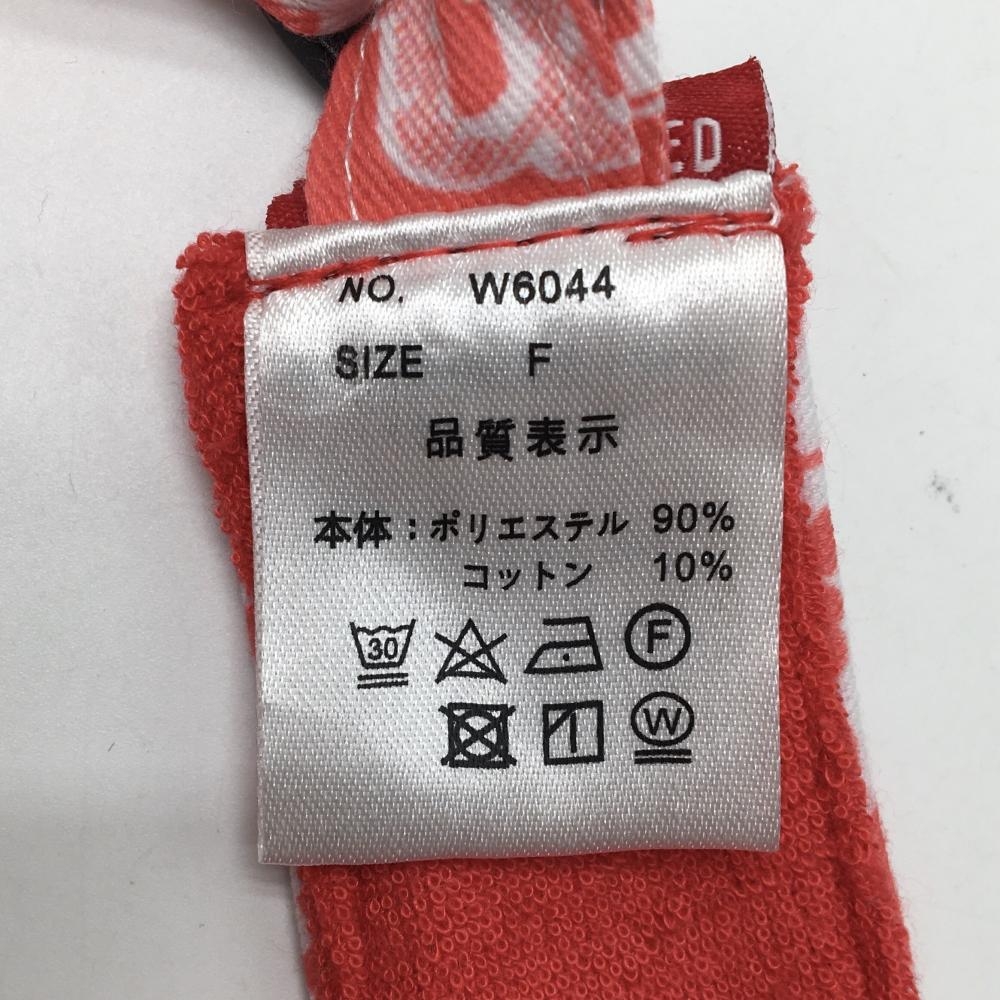 NO. W6044
SIZE F
品質表示
本体：ポリエステル 90%
コットン 10%
30 F
W